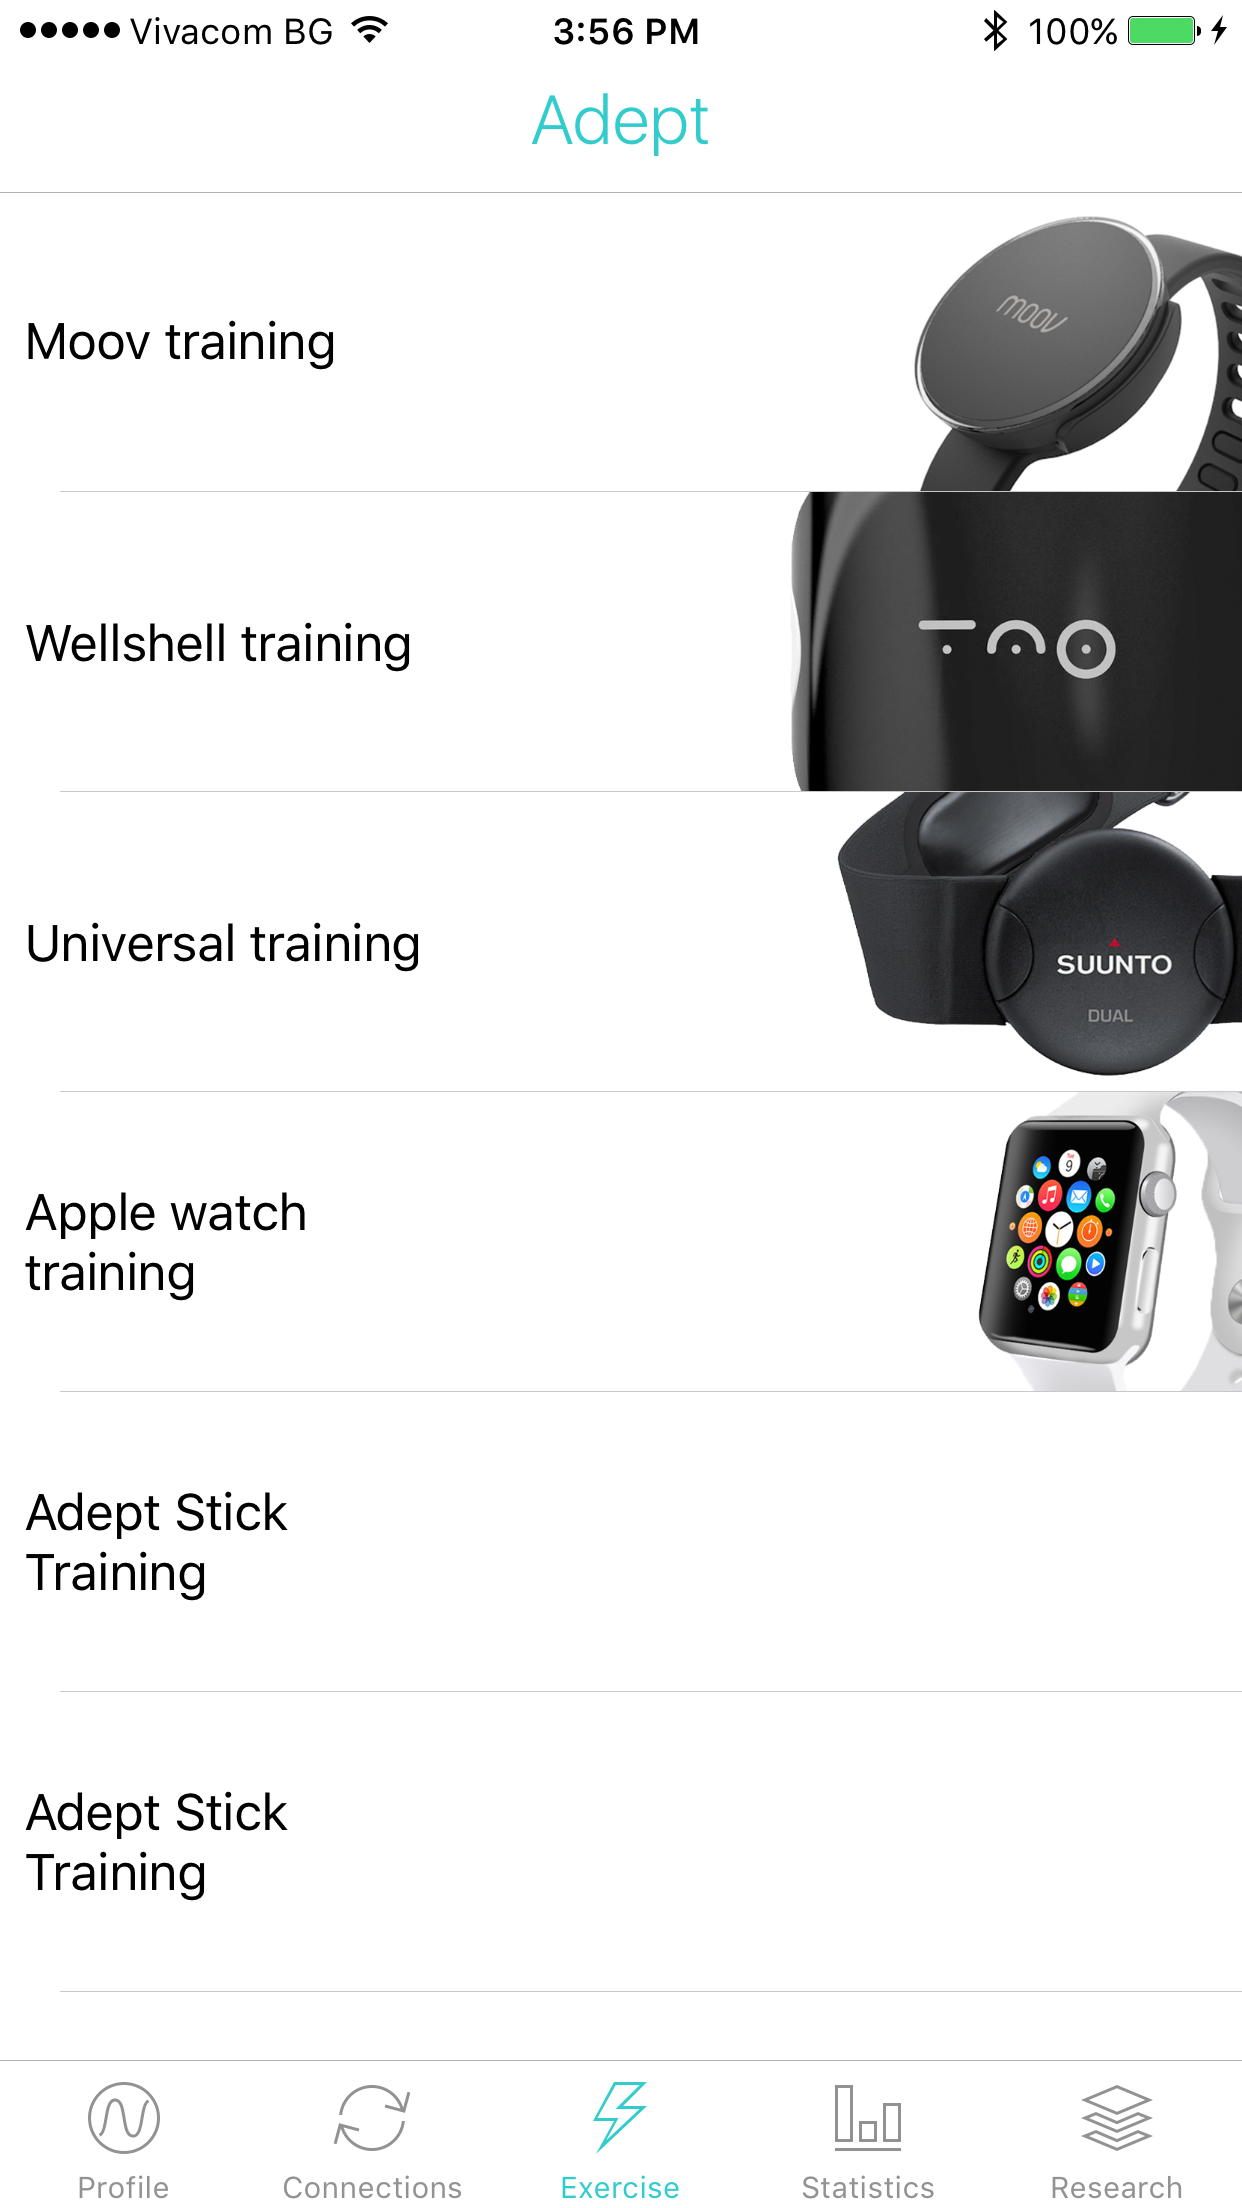 Vivacom BG 3:56 PM 100%
Adept
Moov training
moov
Wellshell training
Universal training
SUUNTO
DUAL
Apple watch
training
9
Adept Stick
Training
Adept Stick
Training
Profile Connections Exercise Statistics Research